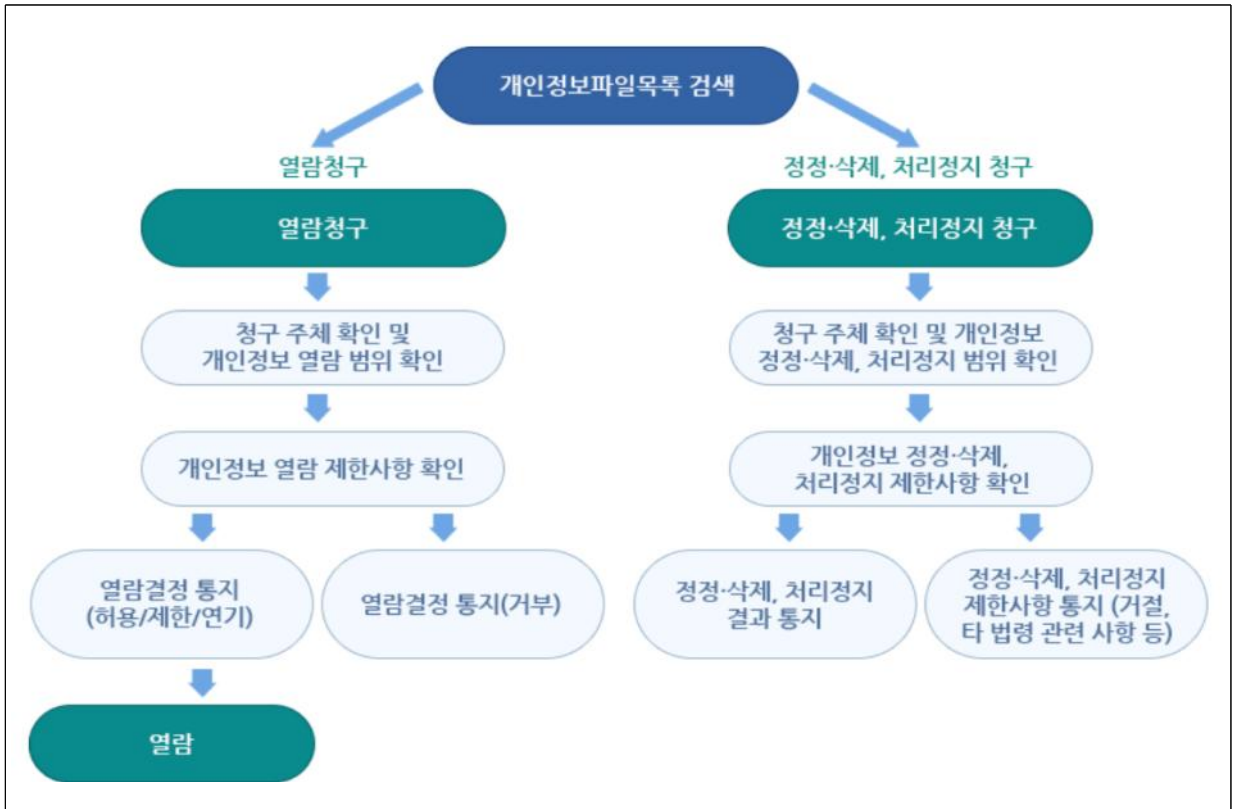 개인정보파일목록 검색
열람청구
열람청구
청구 주체 확인 및
개인정보 열람 범위 확인
개인정보 열람 제한사항 확인
열람결정 통지
(허용/제한/연기)
열람결정 통지(거부)
열람
정정·삭제, 처리정지 청구
정정·삭제, 처리정지 청구
청구 주체 확인 및 개인정보
정정·삭제, 처리정지 범위 확인
개인정보 정정·삭제,
처리정지 제한사항 확인
정정·삭제, 처리정지
결과 통지
정정·삭제, 처리정지
제한사항 통지 (거절,
타 법령 관련 사항 등)